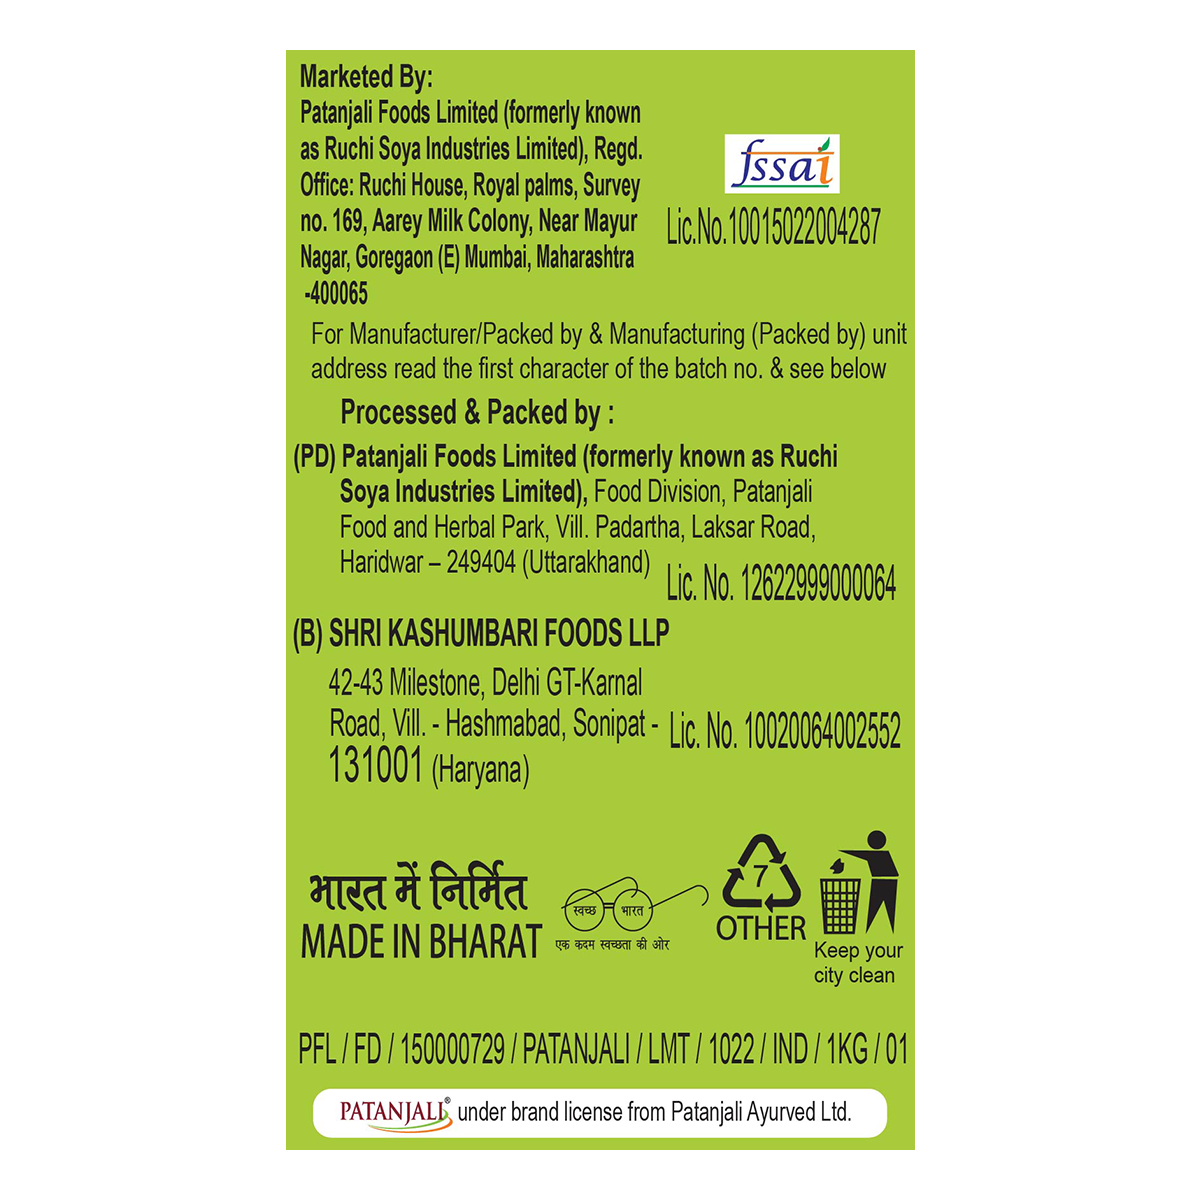 Marketed By:
Patanjali Foods Limited (formerly known
as Ruchi Soya Industries Limited), Regd.
Office: Ruchi House, Royal palms, Survey
no. 169, Aarey Milk Colony, Near Mayur
Nagar, Goregaon (E) Mumbai, Maharashtra
-400065
fssai
Lic.No.10015022004287
For Manufacturer/Packed by & Manufacturing (Packed by) unit
address read the first character of the batch no. & see below
Processed & Packed by :
(PD) Patanjali Foods Limited (formerly known as Ruchi
Soya Industries Limited), Food Division, Patanjali
Food and Herbal Park, Vill. Padartha, Laksar Road,
Haridwar – 249404 (Uttarakhand)
Lic. No. 12622999000064
(B) SHRI KASHUMBARI FOODS LLP
42-43 Milestone, Delhi GT-Karnal
Road, Vill. - Hashmabad, Sonipat -
131001 (Haryana)
Lic. No. 10020064002552
भारत में निर्मित
MADE IN BHARAT
स्वच्छ भारत
एक कदम स्वच्छता की ओर
7
OTHER
Keep your
city clean
PFL / FD / 150000729 / PATANJALI / LMT / 1022 / IND / 1KG / 01
PATANJALI® under brand license from Patanjali Ayurved Ltd.